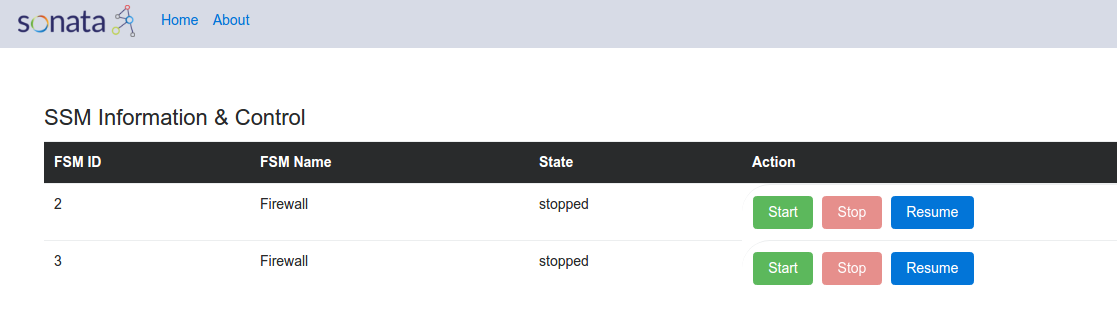 sonata Home About
SSM Information & Control
FSM ID FSM Name State Action
2 Firewall stopped Start Stop Resume
3 Firewall stopped Start Stop Resume